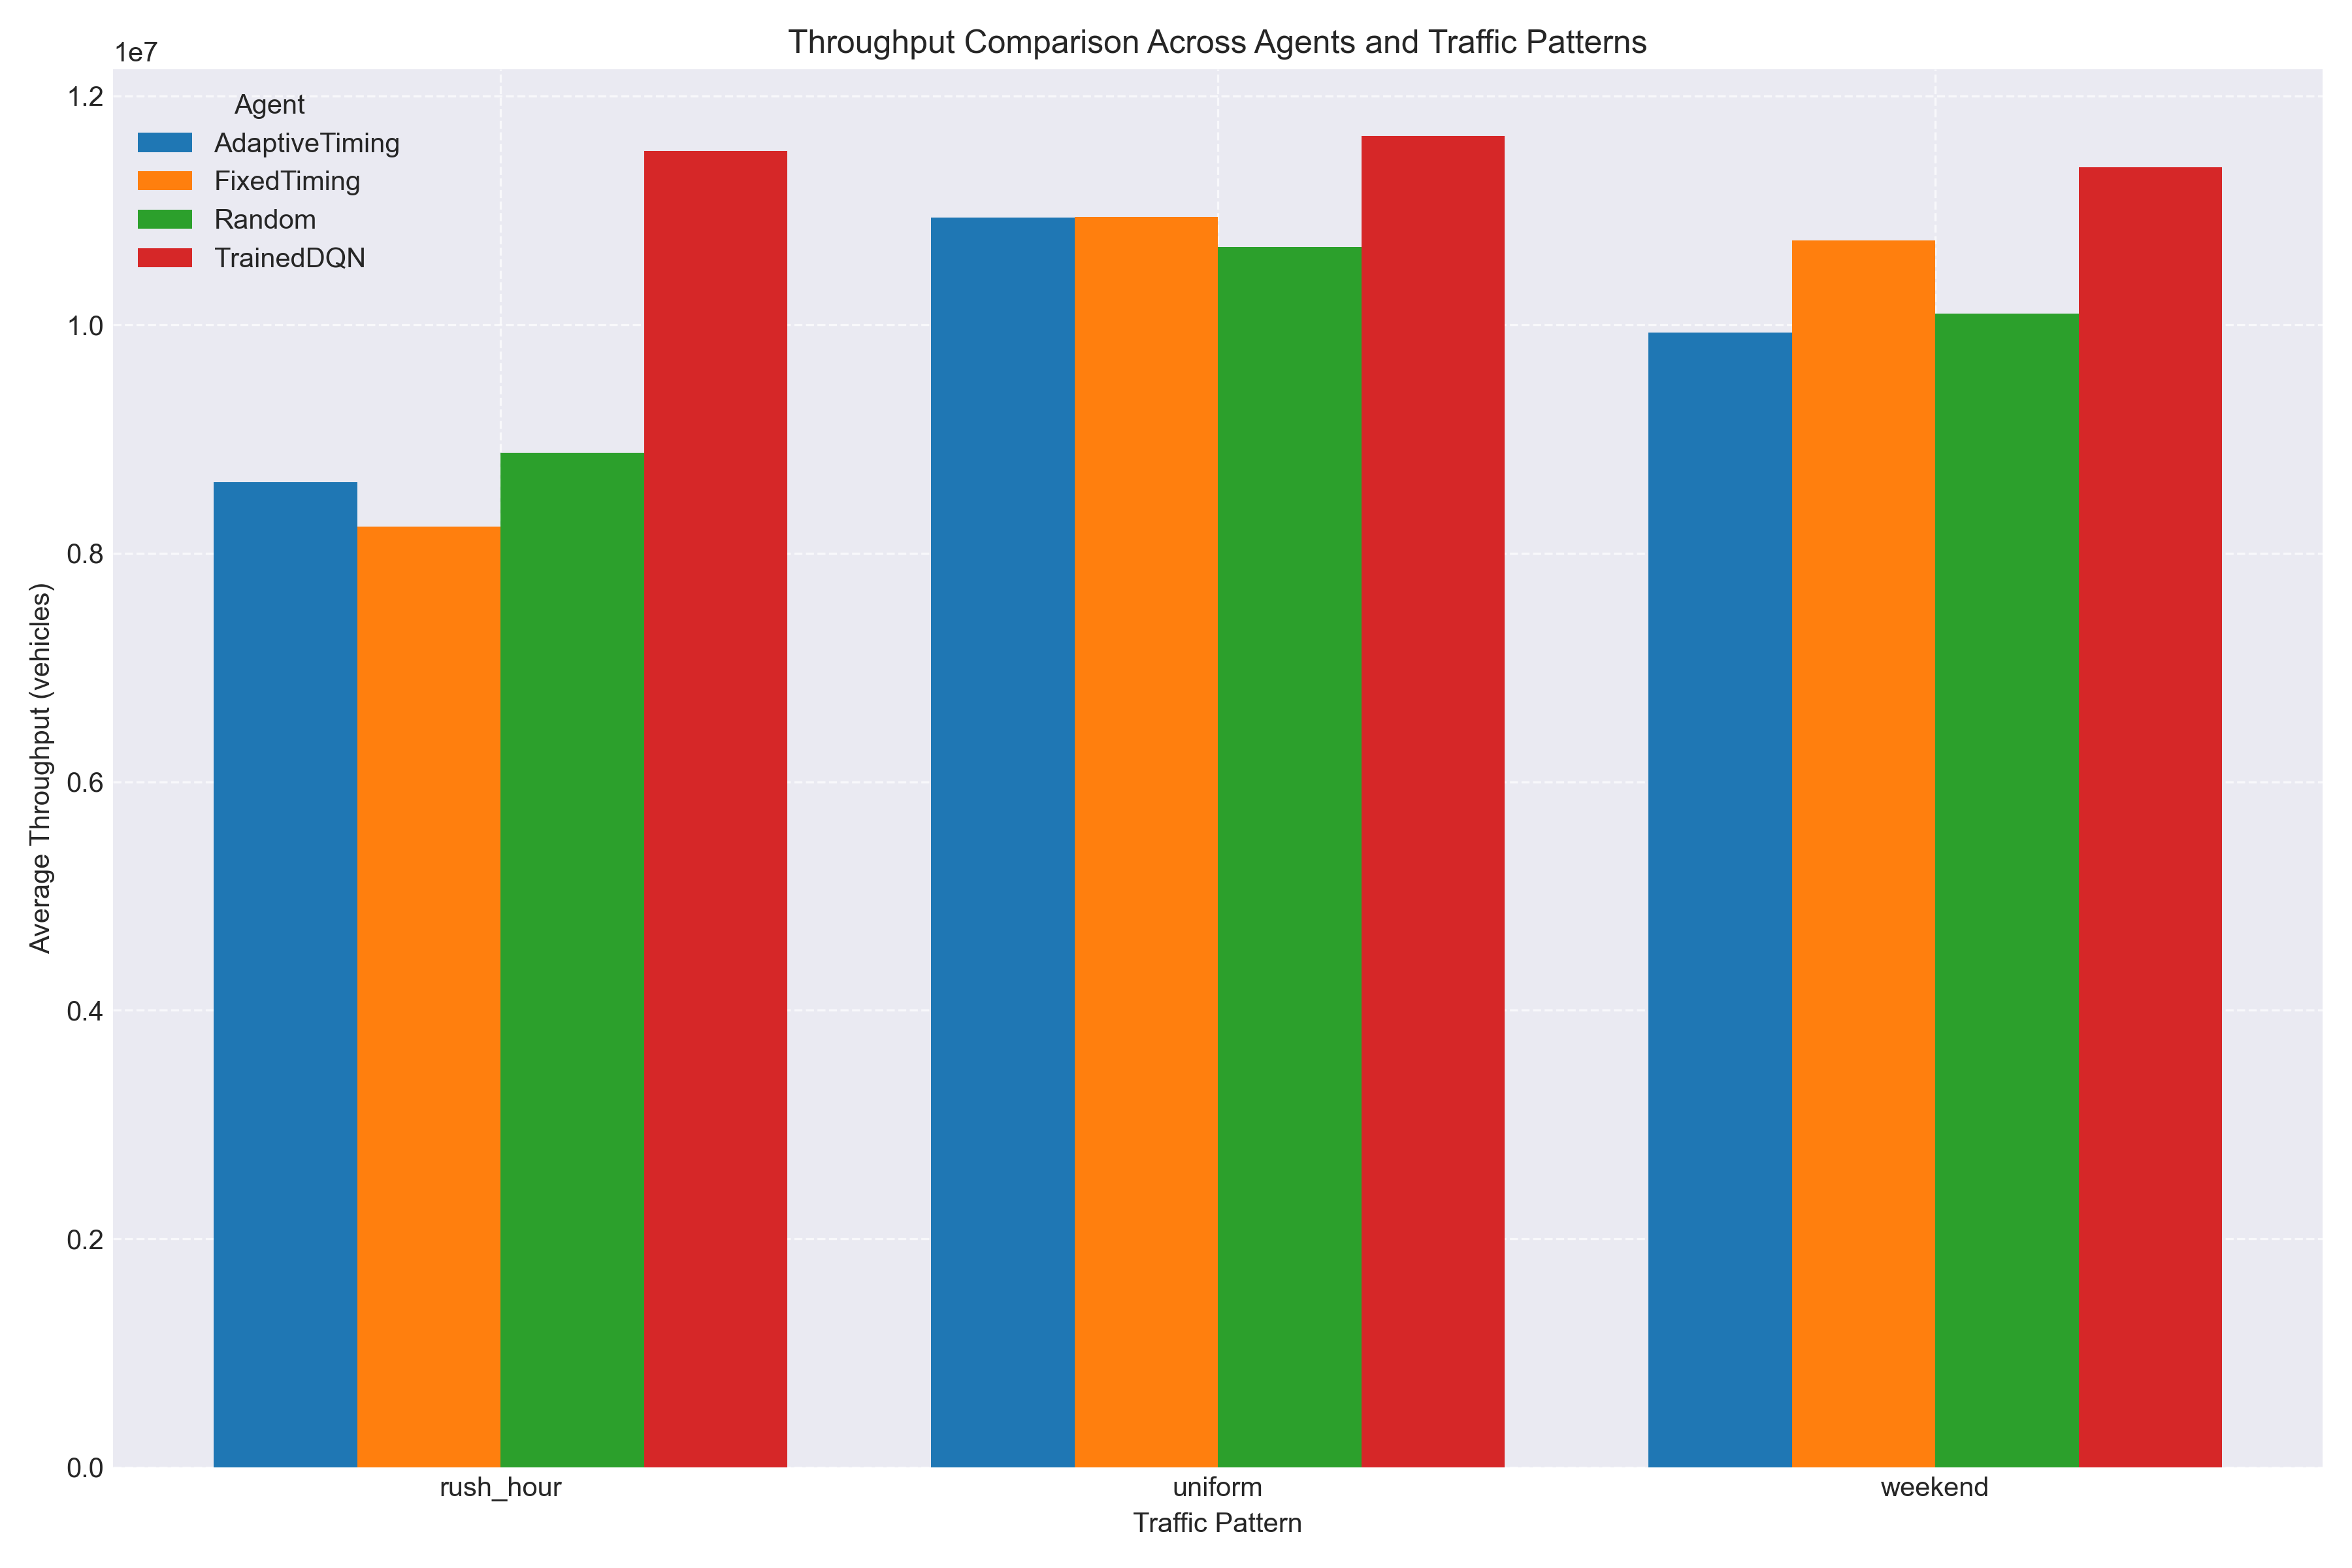 Throughput Comparison Across Agents and Traffic Patterns
1e7
1.2
1.0
0.8
0.6
0.4
0.2
0.0
Average Throughput (vehicles)
Agent
AdaptiveTiming
FixedTiming
Random
TrainedDQN
rush_hour
uniform
weekend
Traffic Pattern